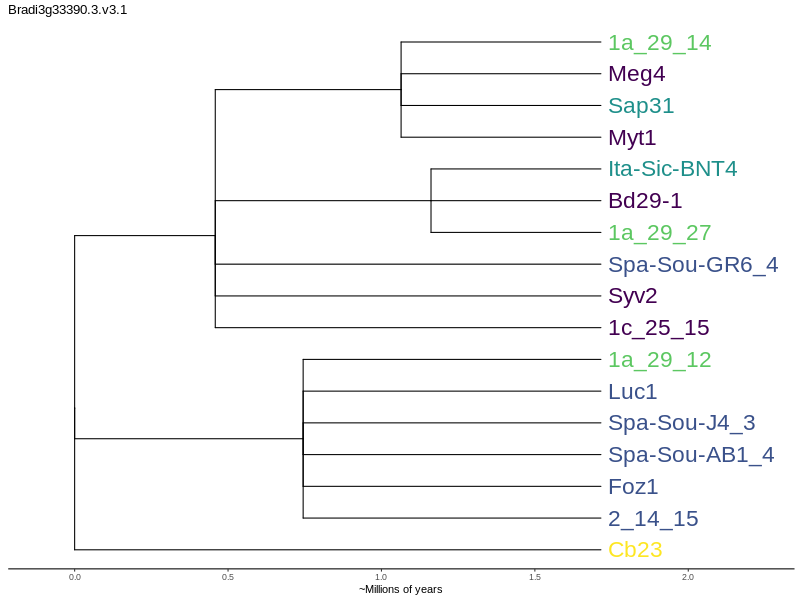 Bradi3g33390.3.v3.1
1a_29_14
Meg4
Sap31
Myt1
Ita-Sic-BNT4
Bd29-1
1a_29_27
Spa-Sou-GR6_4
Syv2
1c_25_15
1a_29_12
Luc1
Spa-Sou-J4_3
Spa-Sou-AB1_4
Foz1
2_14_15
Cb23
0.0 0.5 1.0 1.5 2.0
~Millions of years